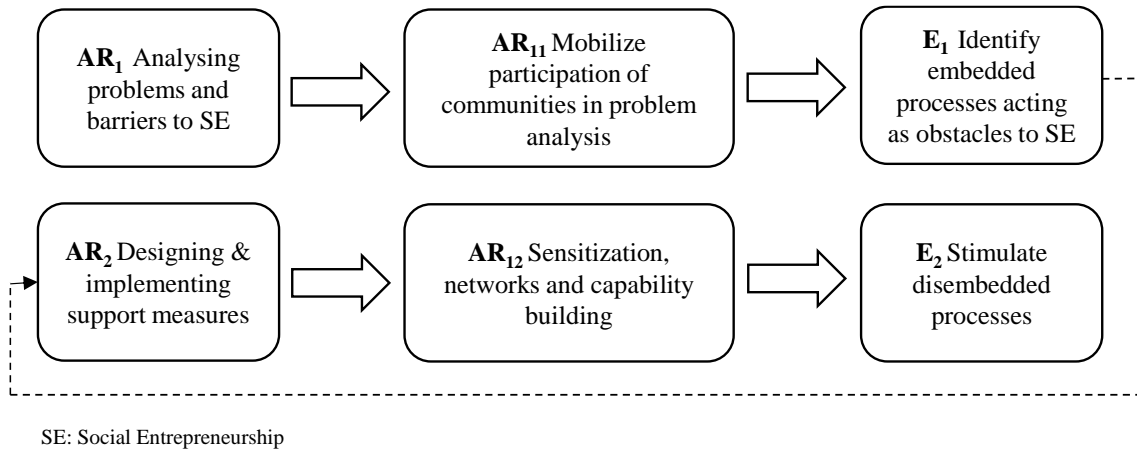 AR₁ Analysing
problems and
barriers to SE
AR₁₁ Mobilize
participation of
communities in problem
analysis
E₁ Identify
embedded
processes acting
as obstacles to SE
AR₂ Designing &
implementing
support measures
AR₁₂ Sensitization,
networks and capability
building
E₂ Stimulate
disembedded
processes
SE: Social Entrepreneurship